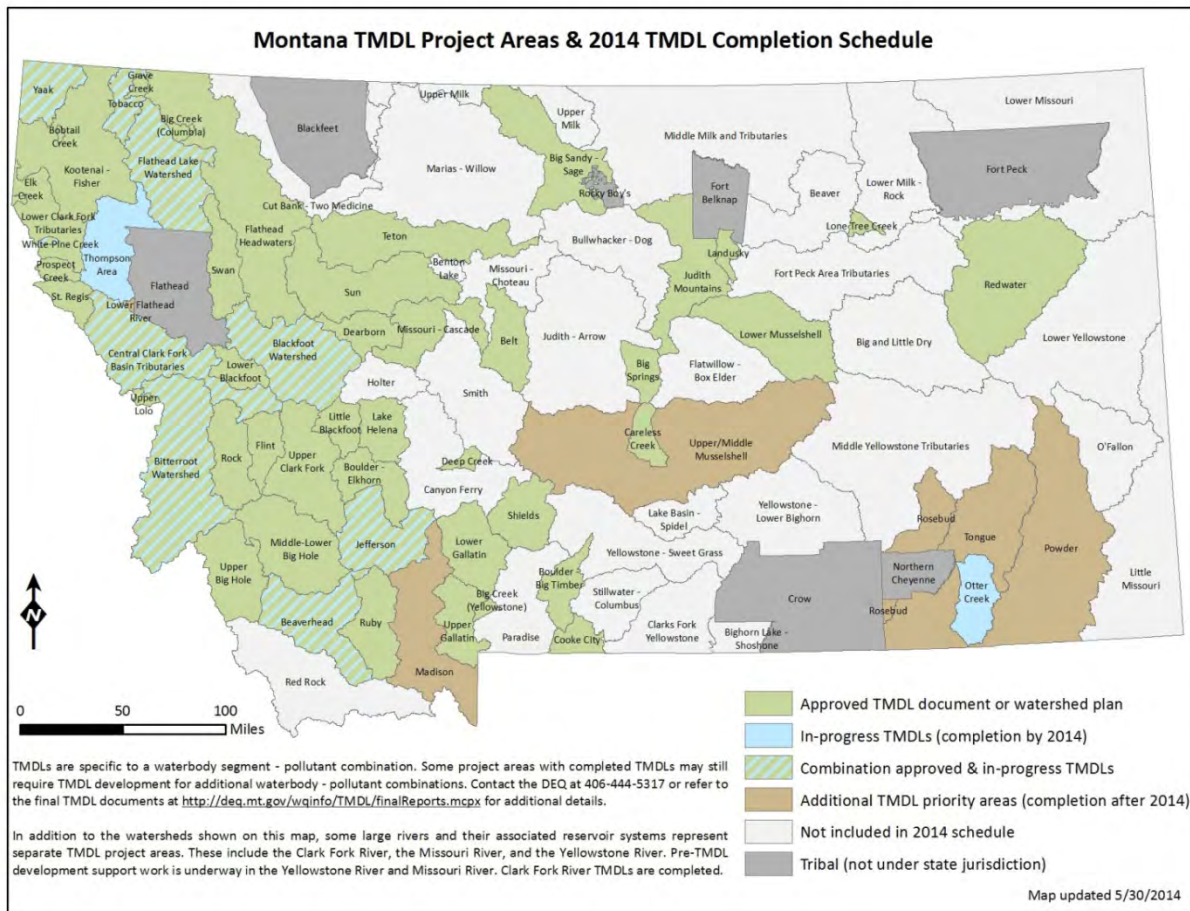 Montana TMDL Project Areas & 2014 TMDL Completion Schedule
Yaak
Grave
Creek
Tobacco
Big Creek
(Columbia)
Bobtail
Creek
Kootenai -
Fisher
Flathead Lake
Watershed
Elk
Creek
Lower Clark Fork
Tributaries
White Pine Creek
Thompson
Area
Prospect
Creek
St. Regis
Lower Flathead
River
Flathead
Swan
Flathead
Headwaters
Blackfeet
Cut Bank - Two Medicine
Upper Milk
Marias - Willow
Upper
Milk
Big Sandy -
Sage
Rocky Boy's
Middle Milk and Tributaries
Fort
Belknap
Beaver
Lower Milk -
Rock
Lower Missouri
Fort Peck
Lone Tree Creek
Teton
Benton
Lake
Sun
Missouri -
Choteau
Bullwhacker - Dog
Landusky
Judith
Mountains
Fort Peck Area Tributaries
Redwater
Dearborn
Missouri - Cascade
Belt
Judith - Arrow
Lower Musselshell
Big and Little Dry
Lower Yellowstone
Central Clark Fork
Basin Tributaries
Blackfoot
Watershed
Lower
Blackfoot
Holter
Smith
Big
Springs
Flatwillow -
Box Elder
Upper
Lolo
Bitterroot
Watershed
Rock
Flint
Upper
Clark Fork
Little
Blackfoot
Lake
Helena
Boulder -
Elkhorn
Deep Creek
Canyon Ferry
Careless
Creek
Upper/Middle
Musselshell
Middle Yellowstone Tributaries
O'Fallon
Upper
Big Hole
Middle-Lower
Big Hole
Jefferson
Lower
Gallatin
Shields
Lake Basin -
Spidel
Yellowstone -
Lower Bighorn
Rosebud
Tongue
Powder
Little
Missouri
Beaverhead
Ruby
Madison
Upper
Gallatin
Big Creek
(Yellowstone)
Paradise
Boulder -
Big Timber
Cooke City
Yellowstone - Sweet Grass
Stillwater -
Columbus
Clarks Fork
Yellowstone
Crow
Bighorn Lake -
Shoshone
Northern
Cheyenne
Rosebud
Otter
Creek
Red Rock
N
0 50 100
Miles
Approved TMDL document or watershed plan
In-progress TMDLs (completion by 2014)
Combination approved & in-progress TMDLs
Additional TMDL priority areas (completion after 2014)
Not included in 2014 schedule
Tribal (not under state jurisdiction)
TMDLs are specific to a waterbody segment - pollutant combination. Some project areas with completed TMDLs may still
require TMDL development for additional waterbody - pollutant combinations. Contact the DEQ at 406-444-5317 or refer to
the final TMDL documents at http://deq.mt.gov/wqinfo/TMDL/finalReports.mcpx for additional details.
In addition to the watersheds shown on this map, some large rivers and their associated reservoir systems represent
separate TMDL project areas. These include the Clark Fork River, the Missouri River, and the Yellowstone River. Pre-TMDL
development support work is underway in the Yellowstone River and Missouri River. Clark Fork River TMDLs are completed.
Map updated 5/30/2014